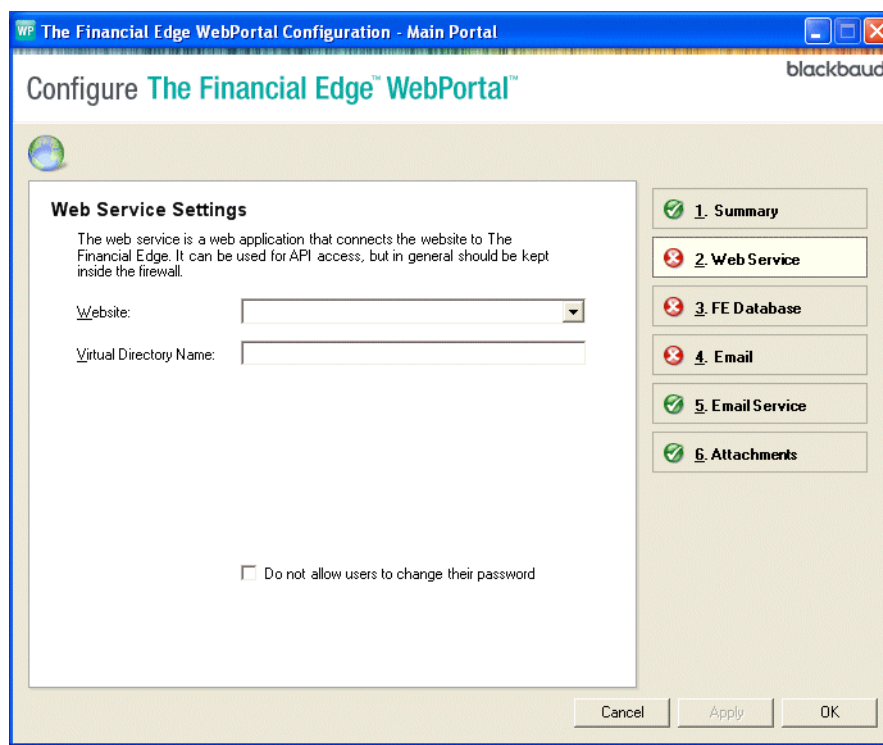 WP The Financial Edge WebPortal Configuration - Main Portal
blackbaud
Configure The Financial Edge™ WebPortal™
Web Service Settings
The web service is a web application that connects the website to The
Financial Edge. It can be used for API access, but in general should be kept
inside the firewall.
Website:
Virtual Directory Name:
Do not allow users to change their password
1. Summary
2. Web Service
3. FE Database
4. Email
5. Email Service
6. Attachments
Cancel
Apply
OK